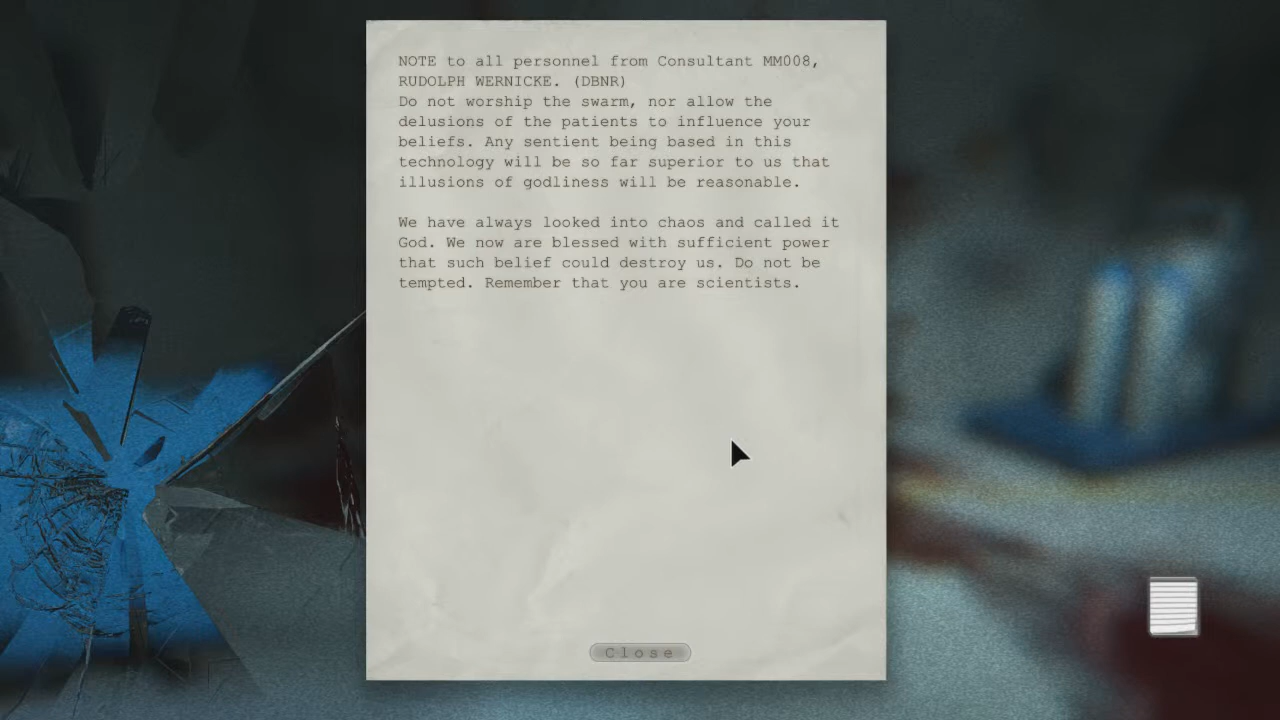 NOTE to all personnel from Consultant MM008,
RUDOLPH WERNICKE. (DBNR)
Do not worship the swarm, nor allow the
delusions of the patients to influence your
beliefs. Any sentient being based in this
technology will be so far superior to us that
illusions of godliness will be reasonable.
We have always looked into chaos and called it
God. We now are blessed with sufficient power
that such belief could destroy us. Do not be
tempted. Remember that you are scientists.
Close